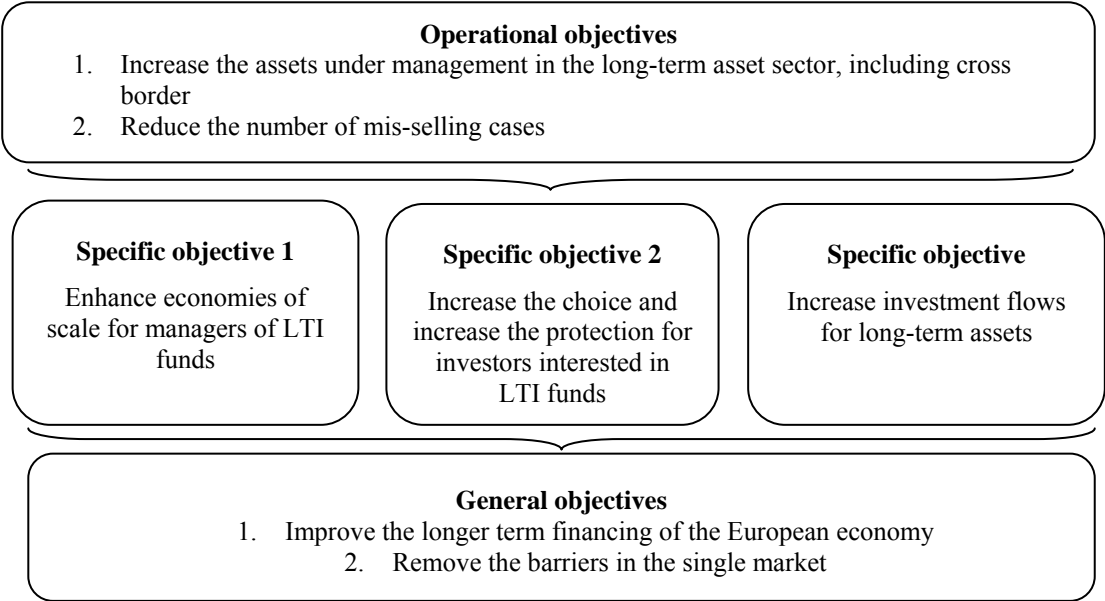 Operational objectives
1. Increase the assets under management in the long-term asset sector, including cross
border
2. Reduce the number of mis-selling cases
Specific objective 1
Enhance economies of
scale for managers of LTI
funds
Specific objective 2
Increase the choice and
increase the protection for
investors interested in
LTI funds
Specific objective
Increase investment flows
for long-term assets
General objectives
1. Improve the longer term financing of the European economy
2. Remove the barriers in the single market